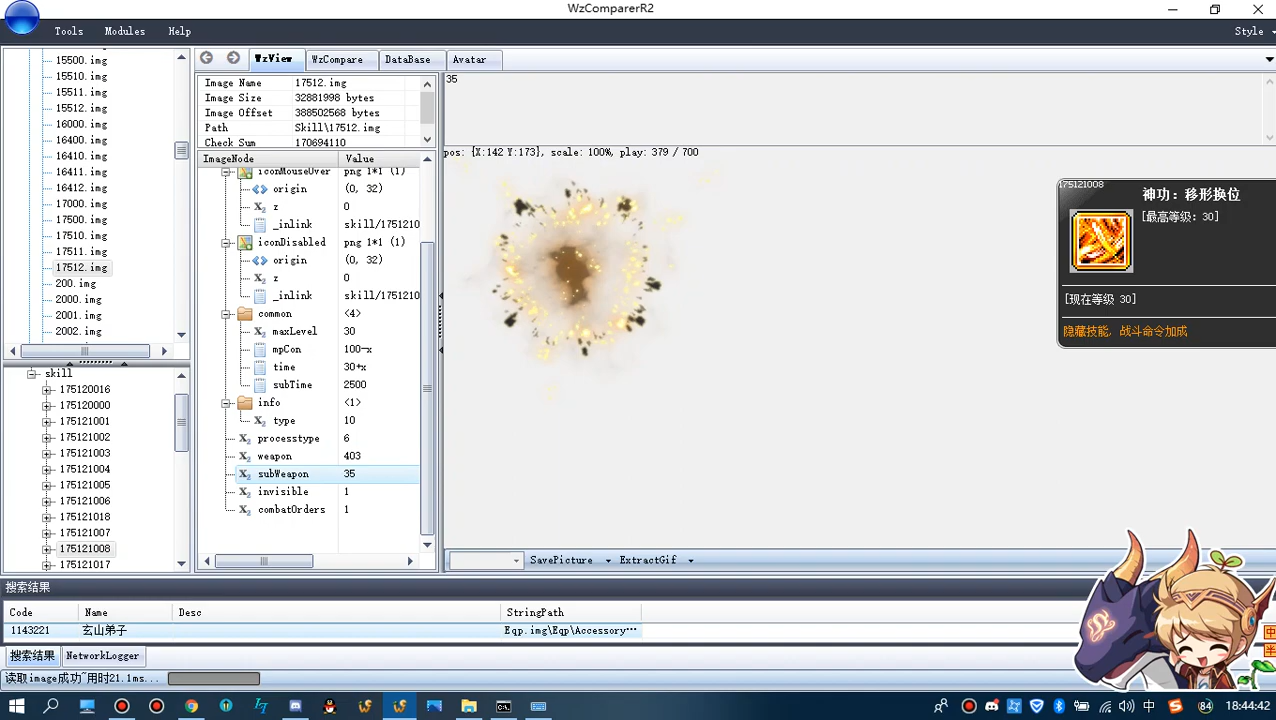 WzComparerR2
Tools Modules Help Style
15500.img
15510.img
15511.img
15512.img
16000.img
16400.img
16410.img
16411.img
16412.img
17000.img
17500.img
17510.img
17511.img
17512.img
200.img
2000.img
2001.img
2002.img
skill
175120016
175120000
175121001
175121002
175121003
175121004
175121005
175121006
175121018
175121007
175121008
175121017
WzView WzCompare DataBase Avatar
Image Name 17512.img
Image Size 32881998 bytes
Image Offset 388502568 bytes
Path Skill\17512.img
Check Sum 170694110
ImageNode Value
iconMouseOver png 1*1 (1)
origin (0, 32)
z 0
_inlink skill/1751210
iconDisabled png 1*1 (1)
origin (0, 32)
z 0
_inlink skill/1751210
common <4>
maxLevel 30
mpCon 100-x
time 30+x
subTime 2500
info <1>
type 10
processtype 6
weapon 403
subWeapon 35
invisible 1
combatOrders 1
35
pos: {X:142 Y:173}, scale: 100%, play: 379 / 700
175121008
神功：移形换位
[最高等级：30]
[现在等级 30]
隐藏技能，战斗命令加成
SavePicture ExtractGif
搜索结果
Code Name Desc StringPath
1143221 玄山弟子 Eqp.img\Eqp\Accessory...
搜索结果 NetworkLogger
读取image成功~用时21.1ms...
中
半
中 84 18:44:42